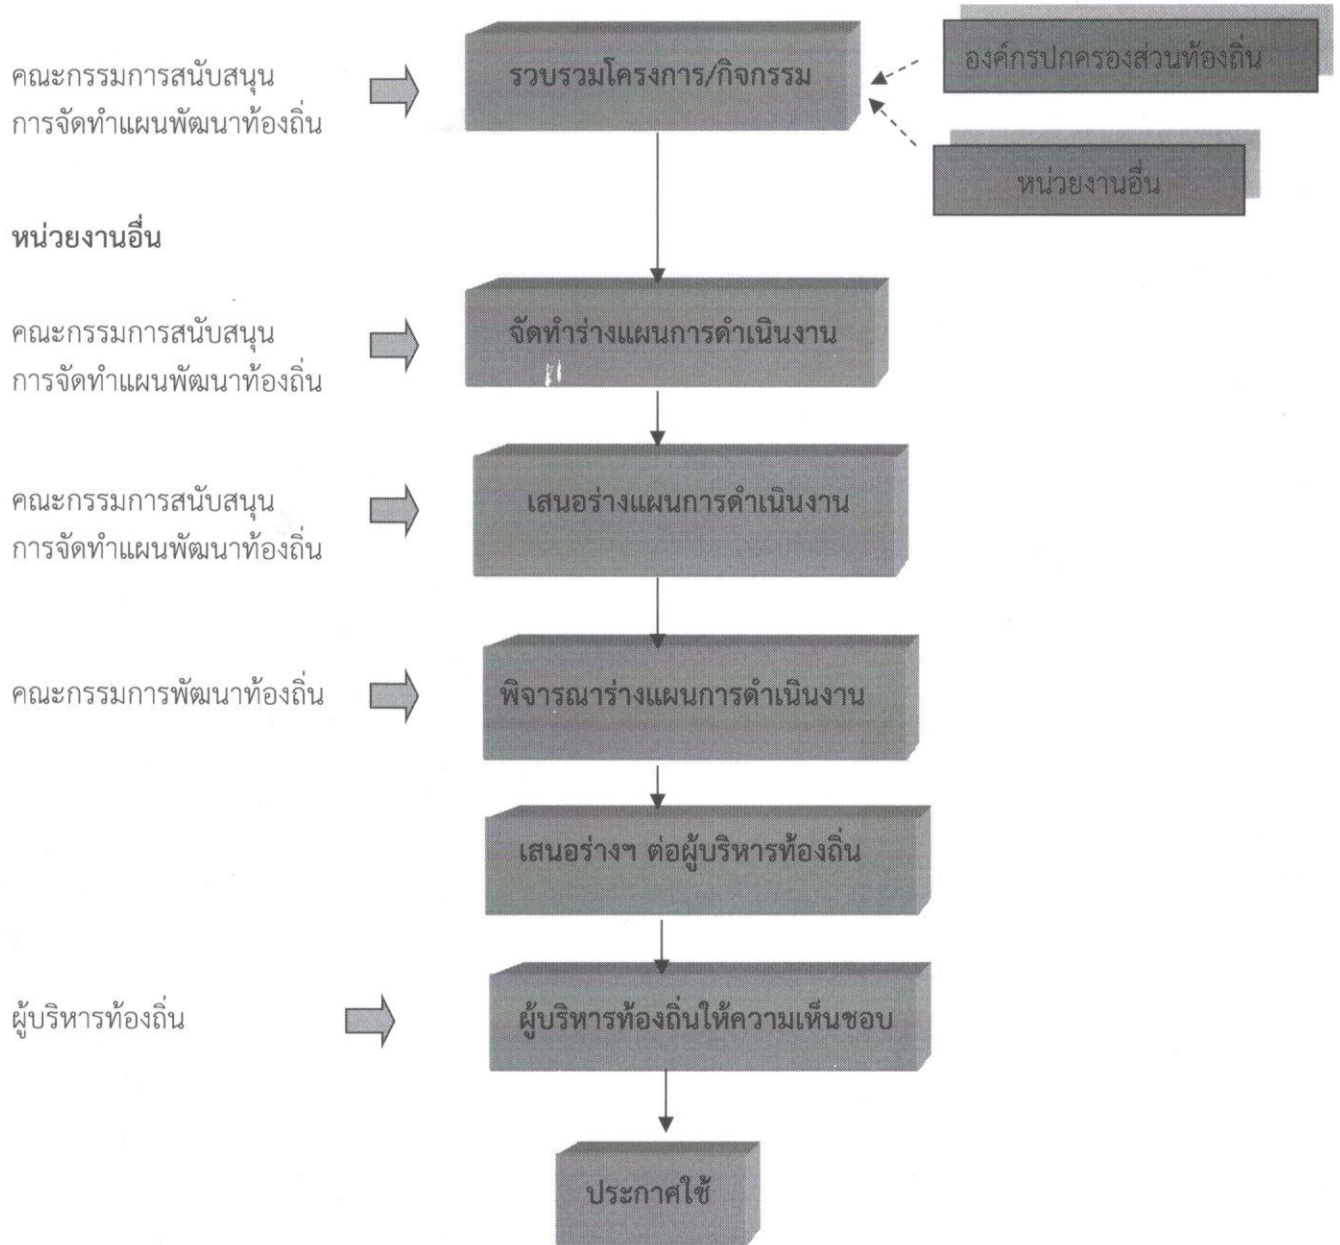 องค์กรปกครองส่วนท้องถิ่น
คณะกรรมการสนับสนุน
การจัดทำแผนพัฒนาท้องถิ่น
รวบรวมโครงการ/กิจกรรม
หน่วยงานอื่น
หน่วยงานอื่น
คณะกรรมการสนับสนุน
การจัดทำแผนพัฒนาท้องถิ่น
จัดทำร่างแผนการดำเนินงาน
คณะกรรมการสนับสนุน
การจัดทำแผนพัฒนาท้องถิ่น
เสนอร่างแผนการดำเนินงาน
คณะกรรมการพัฒนาท้องถิ่น
พิจารณาร่างแผนการดำเนินงาน
เสนอร่างฯ ต่อผู้บริหารท้องถิ่น
ผู้บริหารท้องถิ่น
ผู้บริหารท้องถิ่นให้ความเห็นชอบ
ประกาศใช้